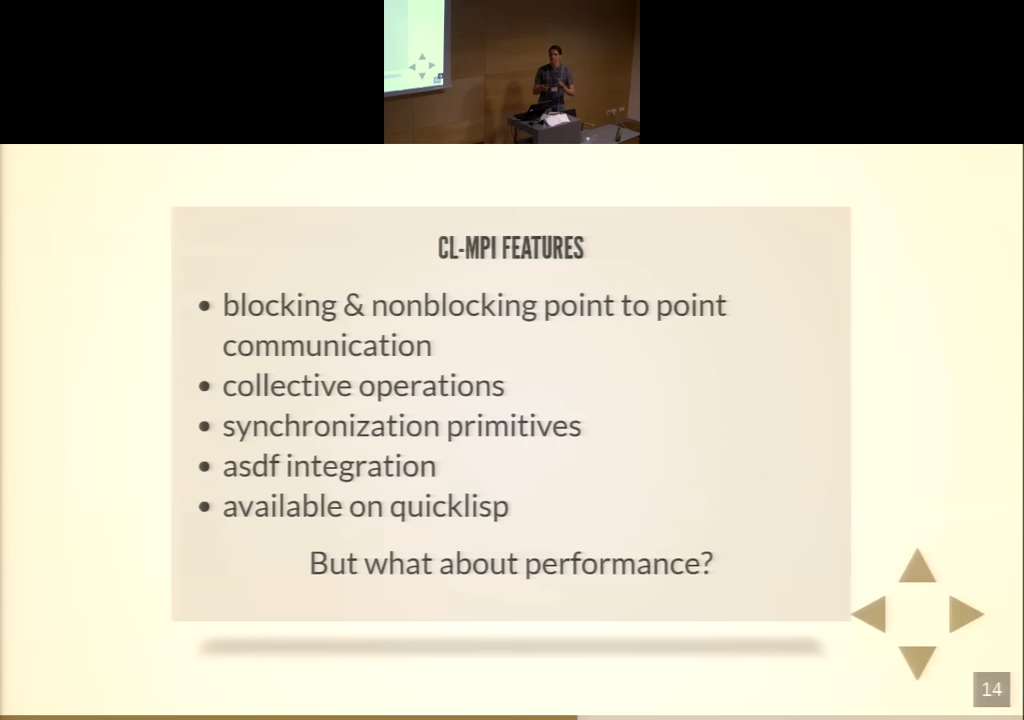 CL-MPI FEATURES
• blocking & nonblocking point to point
communication
• collective operations
• synchronization primitives
• asdf integration
• available on quicklisp
But what about performance?
14